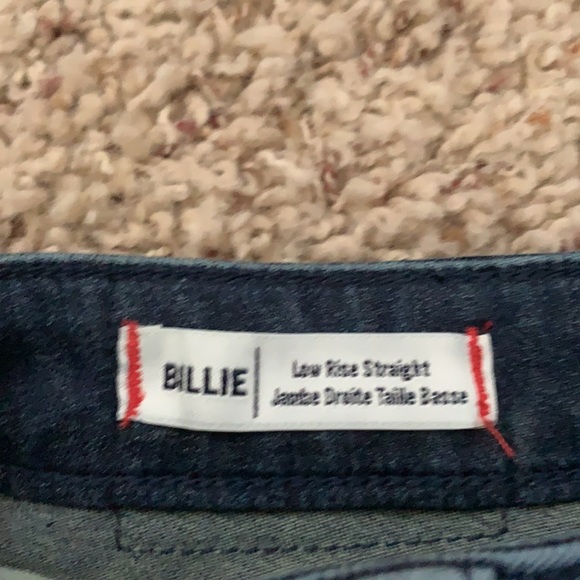 BILLIE
Low Rise Straight
Jambe Droite Taille Basse